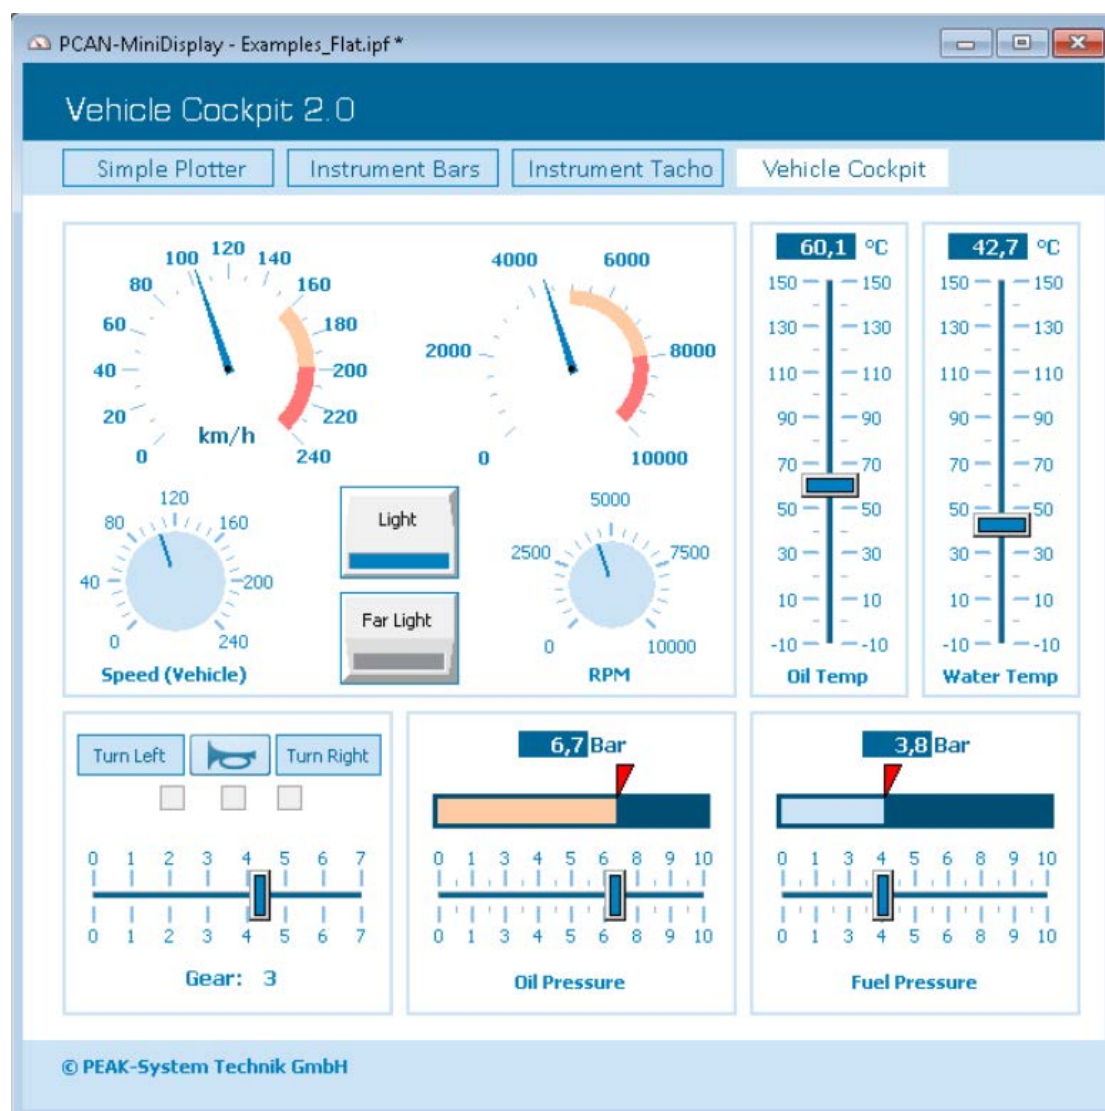 PCAN-MiniDisplay - Examples_Flat.ipf *
Vehicle Cockpit 2.0
Simple Plotter Instrument Bars Instrument Tacho Vehicle Cockpit
0 20 40 60 80 100 120 140 160 180 200 220 240
km/h
0 2000 4000 6000 8000 10000
0 40 80 120 160 200 240
Speed (Vehicle)
Light
Far Light
0 2500 5000 7500 10000
RPM
60,1 °C
150 150
130 130
110 110
90 90
70 70
50 50
30 30
10 10
-10 -10
Oil Temp
42,7 °C
150 150
130 130
110 110
90 90
70 70
50 50
30 30
10 10
-10 -10
Water Temp
Turn Left Turn Right
0 1 2 3 4 5 6 7
0 1 2 3 4 5 6 7
Gear: 3
6,7 Bar
0 1 3 4 5 6 8 9 10
0 1 3 4 5 6 8 9 10
Oil Pressure
3,8 Bar
0 1 3 4 5 6 8 9 10
0 1 3 4 5 6 8 9 10
Fuel Pressure
© PEAK-System Technik GmbH